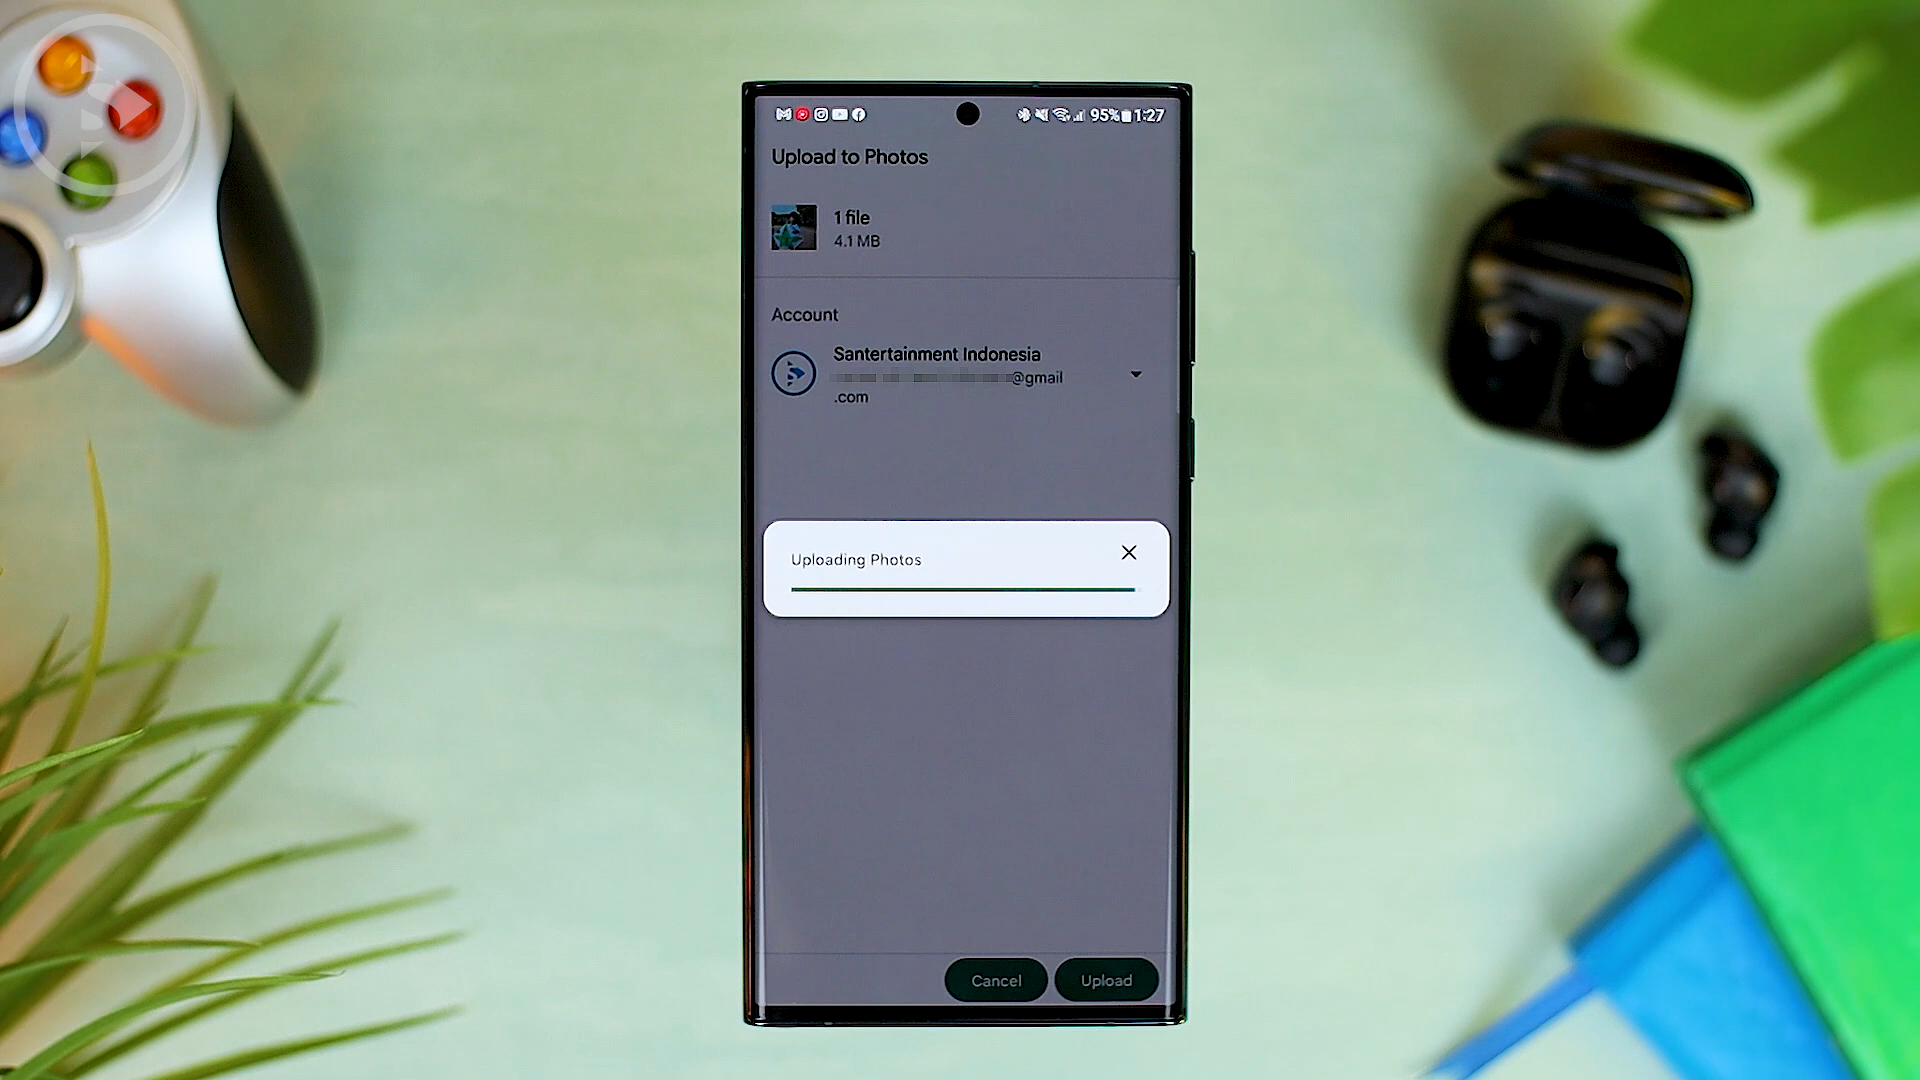 95% 1:27
Upload to Photos
1 file
4.1 MB
Account
Santertainment Indonesia
@gmail
.com
Uploading Photos
Cancel Upload